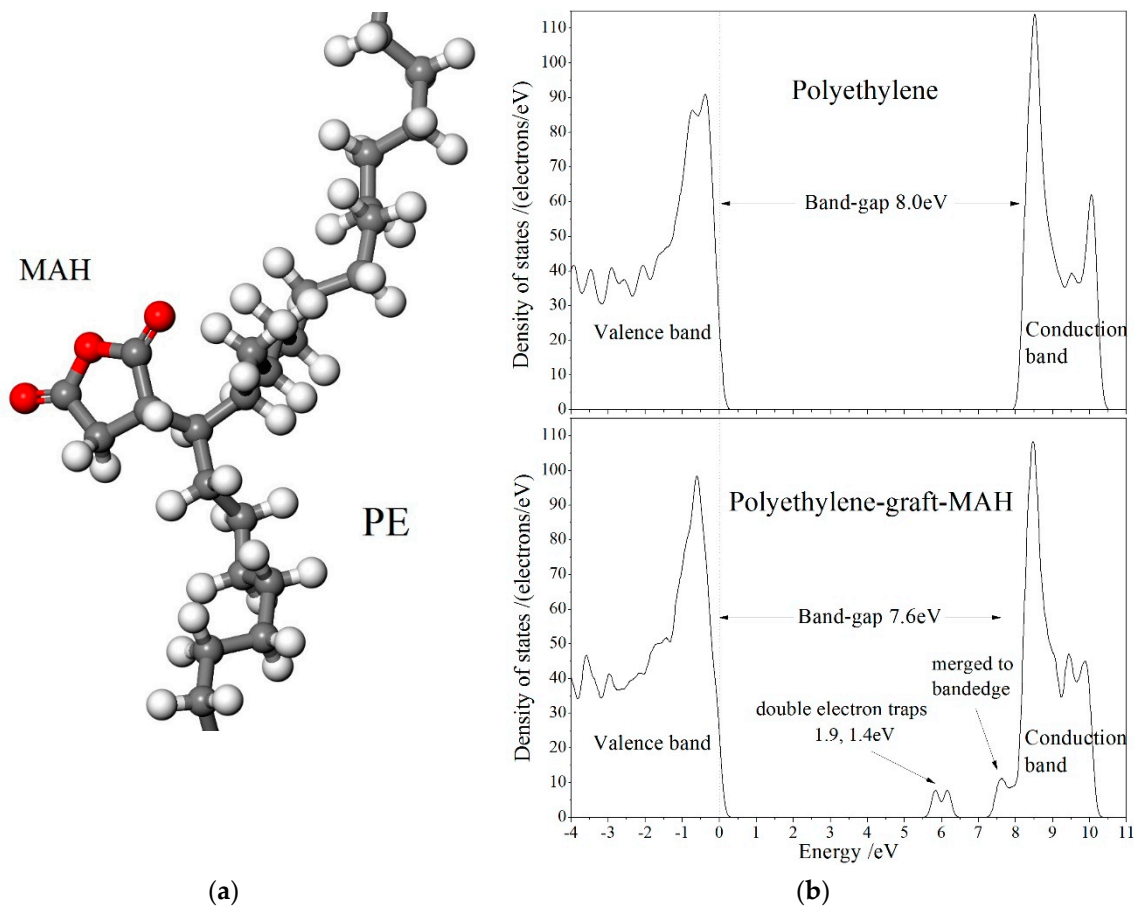 MAH
PE
(a)
Density of states /(electrons/eV)
110
100
90
80
70
60
50
40
30
20
10
0
Polyethylene
Band-gap 8.0eV
Valence band
Conduction
band
Density of states /(electrons/eV)
110
100
90
80
70
60
50
40
30
20
10
0
Polyethylene-graft-MAH
Band-gap 7.6eV
merged to
bandedge
double electron traps
1.9, 1.4eV
Valence band
Conduction
band
-4 -3 -2 -1 0 1 2 3 4 5 6 7 8 9 10 11
Energy /eV
(b)